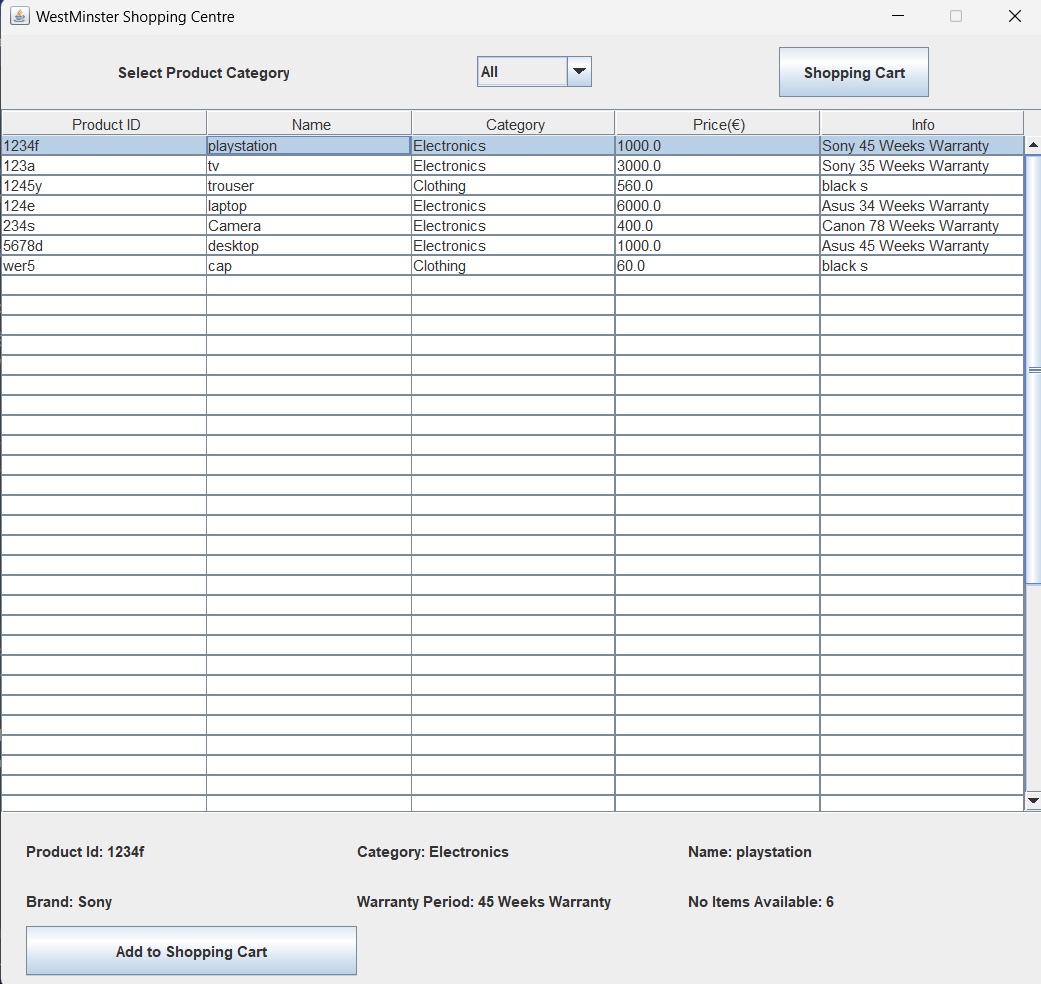 WestMinster Shopping Centre
Select Product Category All Shopping Cart
Product ID Name Category Price(€) Info
1234f playstation Electronics 1000.0 Sony 45 Weeks Warranty
123a tv Electronics 3000.0 Sony 35 Weeks Warranty
1245y trouser Clothing 560.0 black s
124e laptop Electronics 6000.0 Asus 34 Weeks Warranty
234s Camera Electronics 400.0 Canon 78 Weeks Warranty
5678d desktop Electronics 1000.0 Asus 45 Weeks Warranty
wer5 cap Clothing 60.0 black s
Product Id: 1234f Category: Electronics Name: playstation
Brand: Sony Warranty Period: 45 Weeks Warranty No Items Available: 6
Add to Shopping Cart